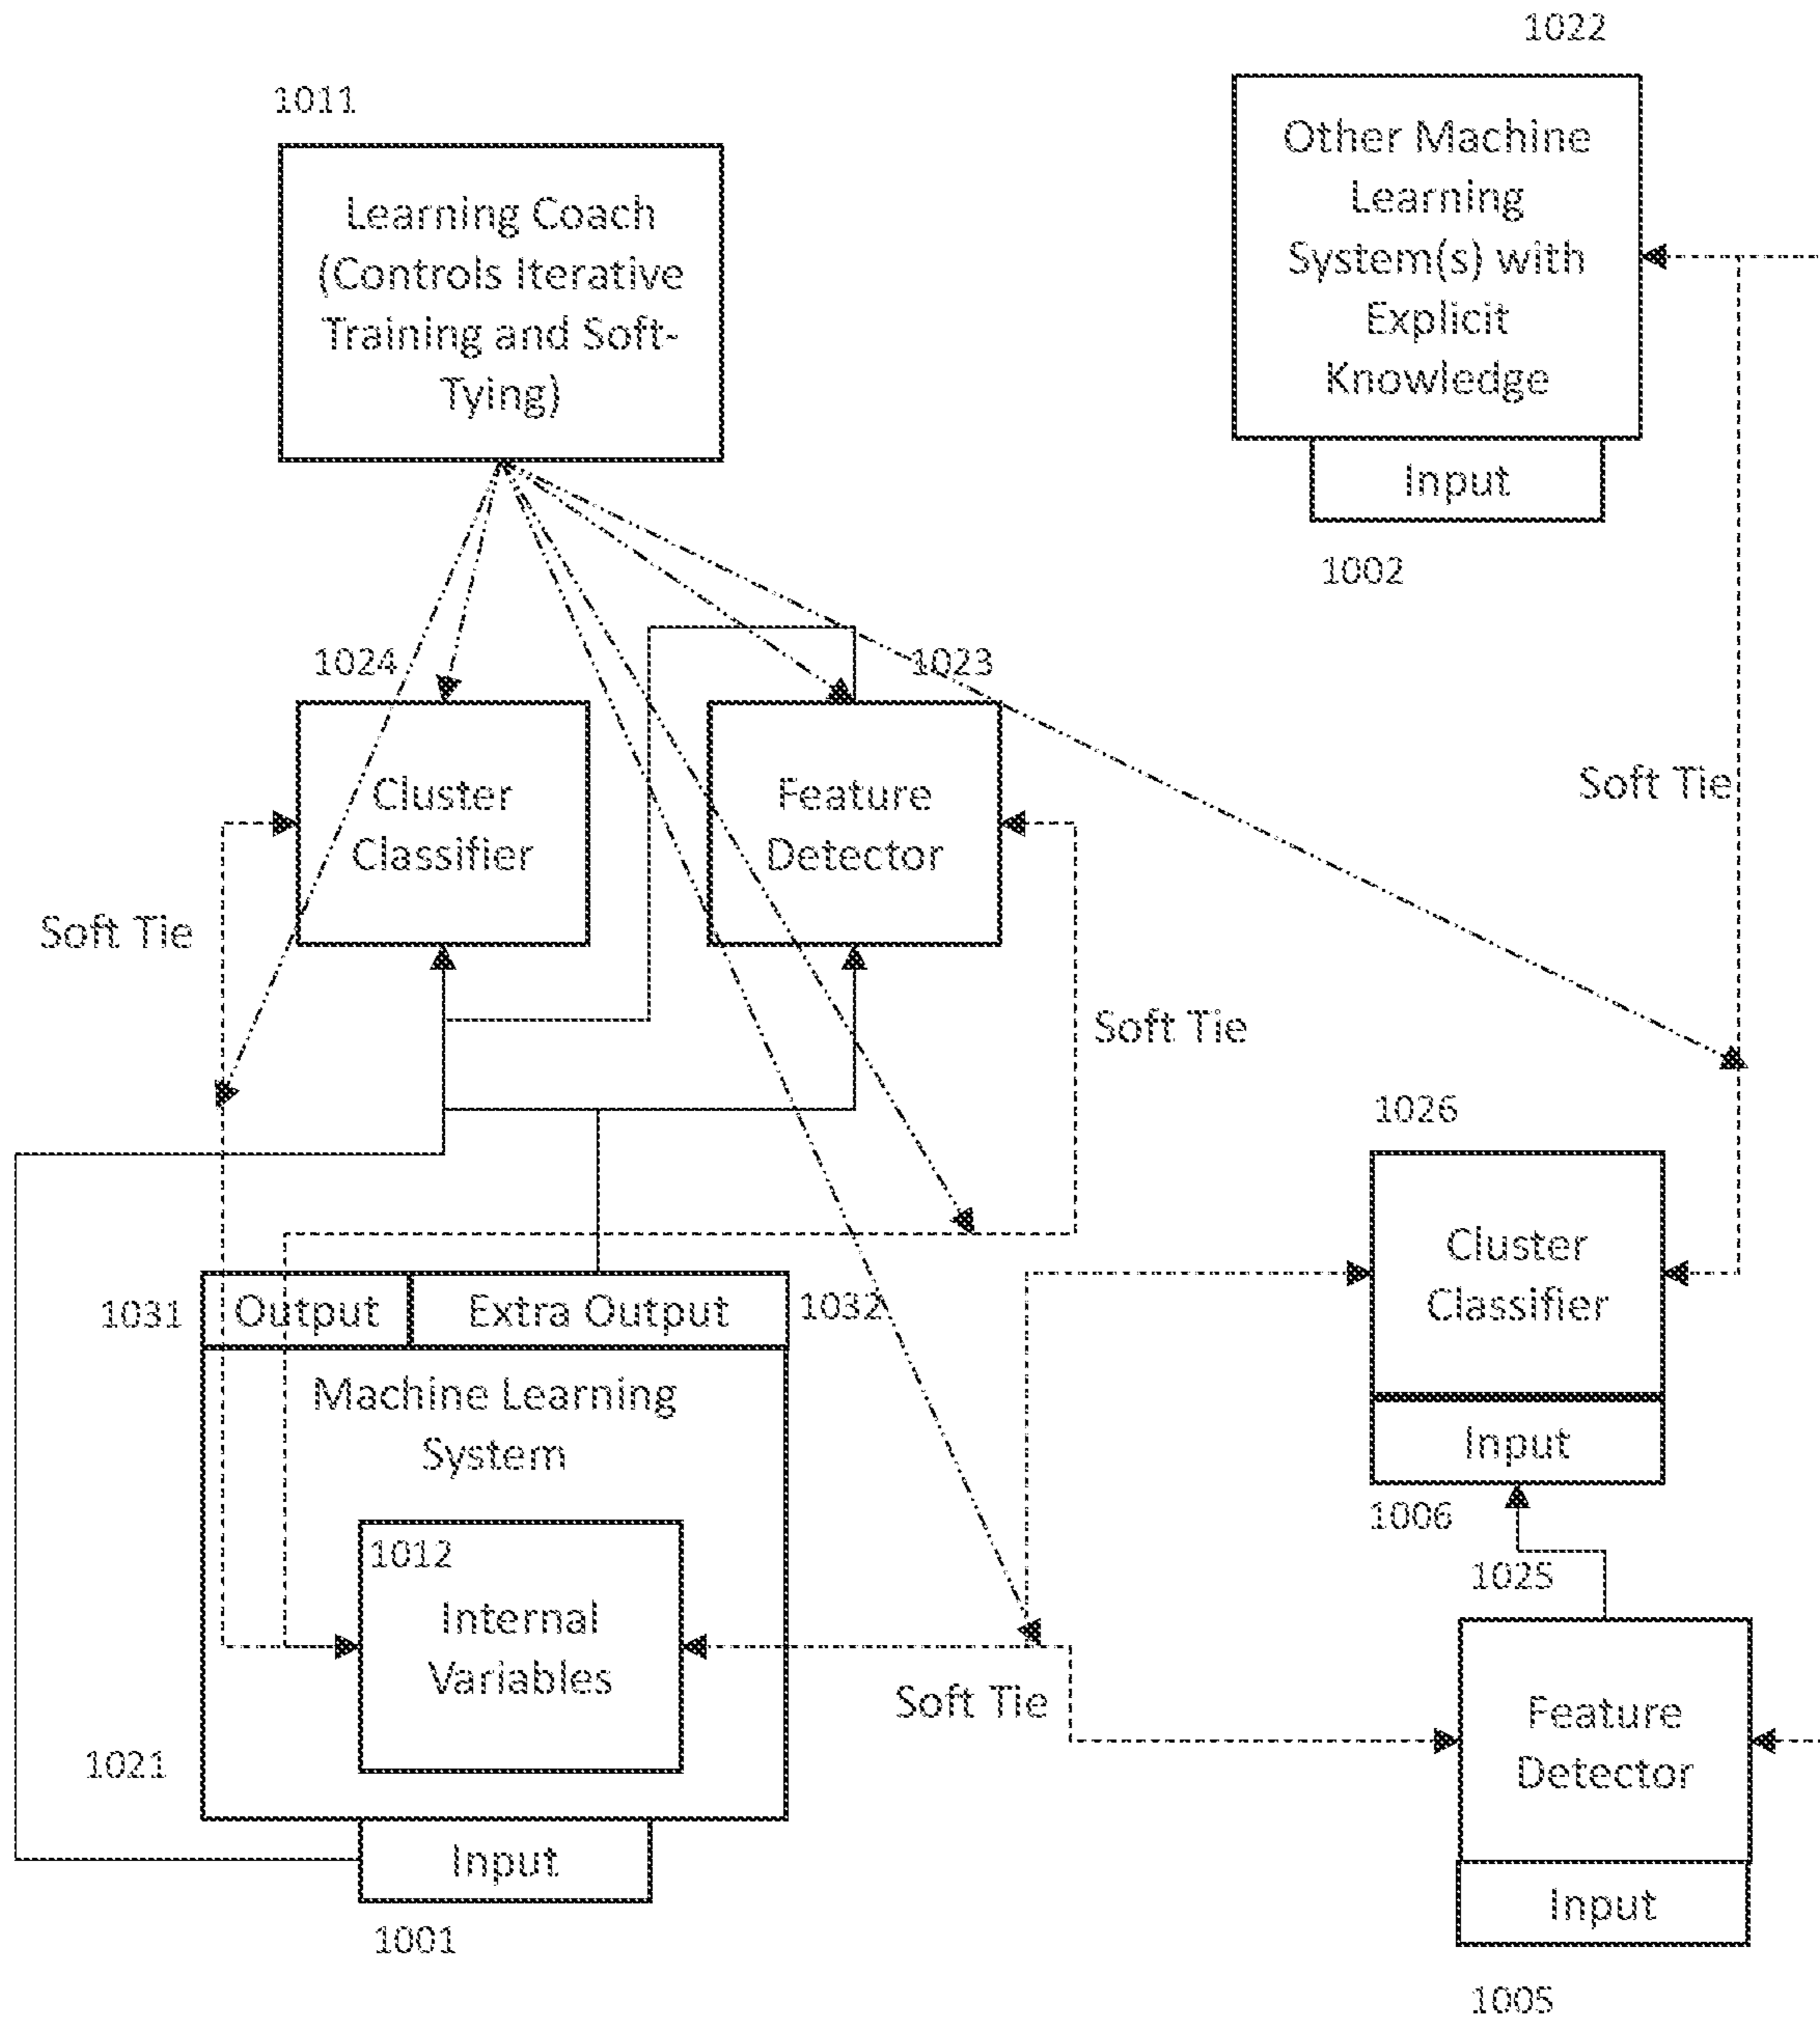 1022
1011
Other Machine
Learning
System(s) with
Explicit
Knowledge
Learning Coach
(Controls Iterative
Training and Soft-
Tying)
Input
1002
1024
1023
Soft Tie
Cluster
Classifier
Feature
Detector
Soft Tie
Soft Tie
1026
Cluster
Classifier
Input
1006
1031
Output
Extra Output
1032
Machine Learning
System
1012
Internal
Variables
Soft Tie
1025
Feature
Detector
Input
1005
1021
Input
1001